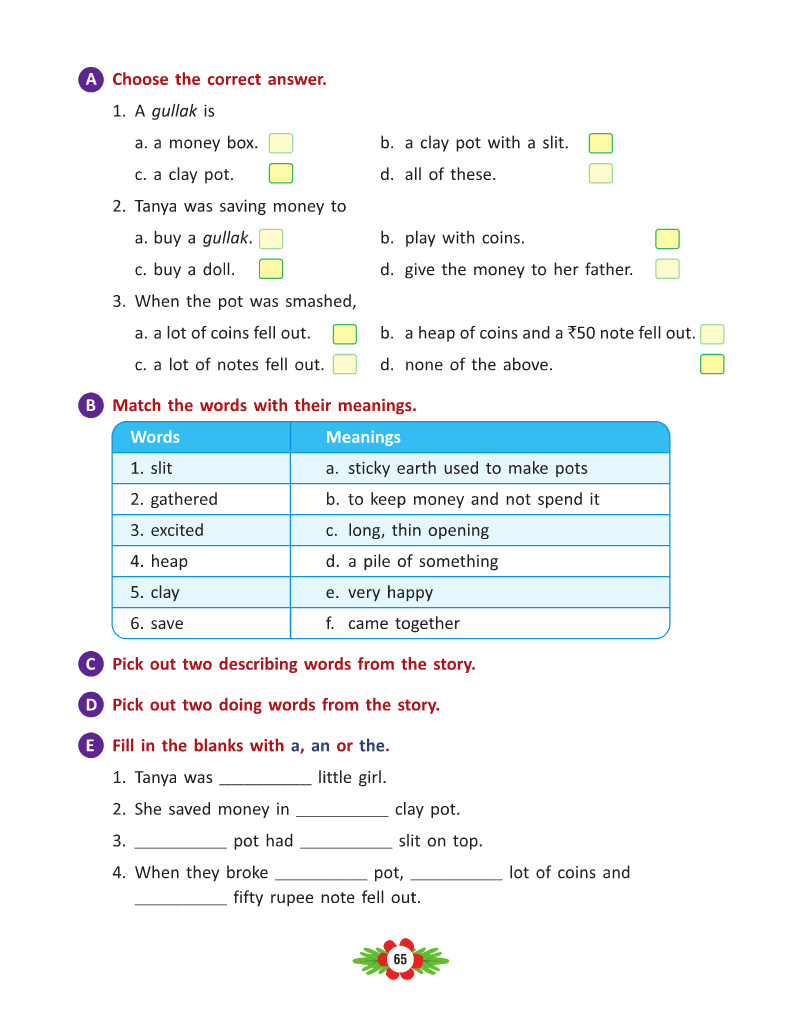 A Choose the correct answer.
1. A gullak is
a. a money box. b. a clay pot with a slit.
c. a clay pot. d. all of these.
2. Tanya was saving money to
a. buy a gullak. b. play with coins.
c. buy a doll. d. give the money to her father.
3. When the pot was smashed,
a. a lot of coins fell out. b. a heap of coins and a ₹50 note fell out.
c. a lot of notes fell out. d. none of the above.
B Match the words with their meanings.
Words Meanings
1. slit a. sticky earth used to make pots
2. gathered b. to keep money and not spend it
3. excited c. long, thin opening
4. heap d. a pile of something
5. clay e. very happy
6. save f. came together
C Pick out two describing words from the story.
D Pick out two doing words from the story.
E Fill in the blanks with a, an or the.
1. Tanya was __________ little girl.
2. She saved money in __________ clay pot.
3. __________ pot had __________ slit on top.
4. When they broke __________ pot, __________ lot of coins and
__________ fifty rupee note fell out.
65